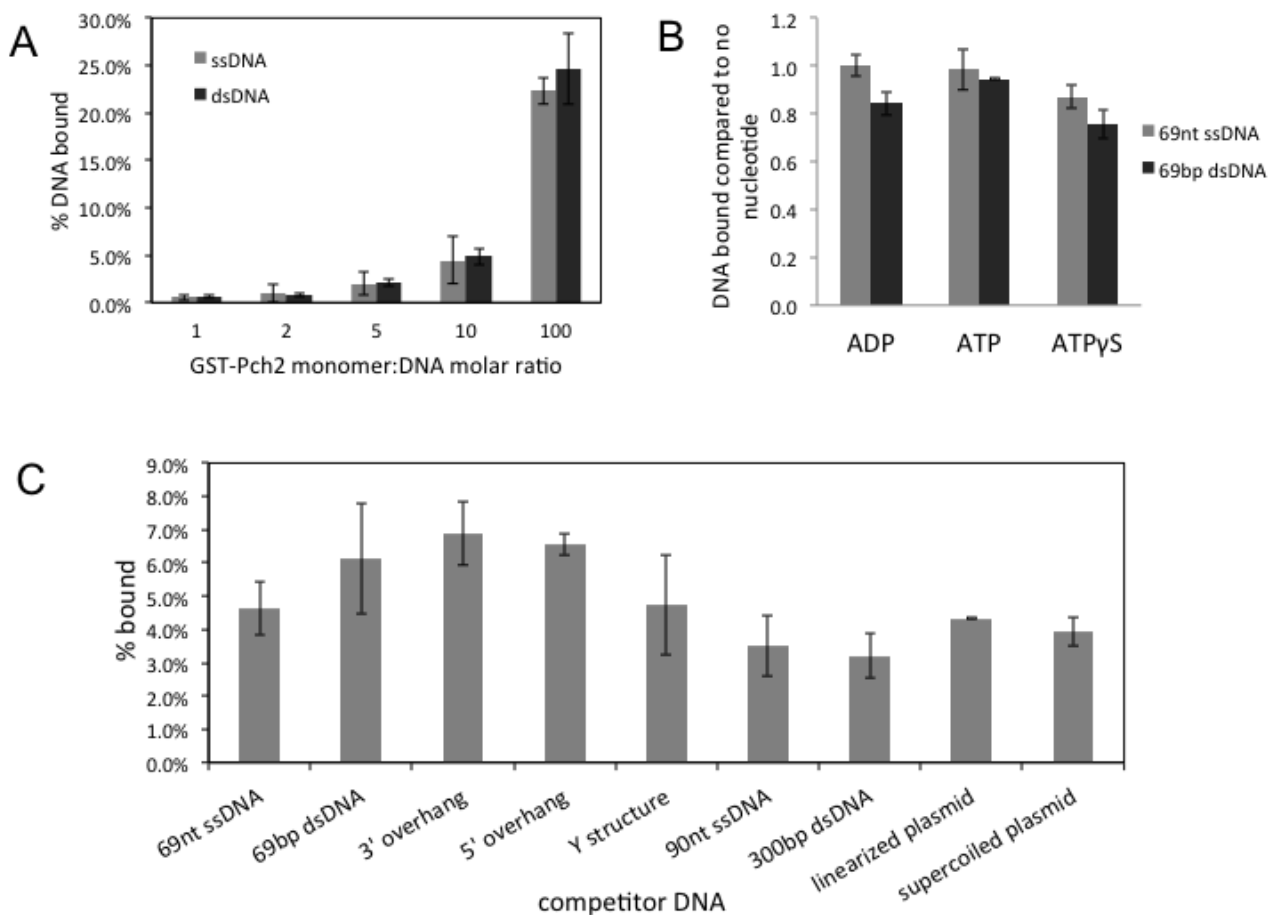 A
30.0%
25.0%
20.0%
15.0%
10.0%
5.0%
0.0%
% DNA bound
ssDNA
dsDNA
1 2 5 10 100
GST-Pch2 monomer:DNA molar ratio
B
1.2
1.0
0.8
0.6
0.4
0.2
0.0
DNA bound compared to no
nucleotide
69nt ssDNA
69bp dsDNA
ADP ATP ATPγS
C
9.0%
8.0%
7.0%
6.0%
5.0%
4.0%
3.0%
2.0%
1.0%
0.0%
% bound
69nt ssDNA
69bp dsDNA
3' overhang
5' overhang
Y structure
90nt ssDNA
300bp dsDNA
linearized plasmid
supercoiled plasmid
competitor DNA